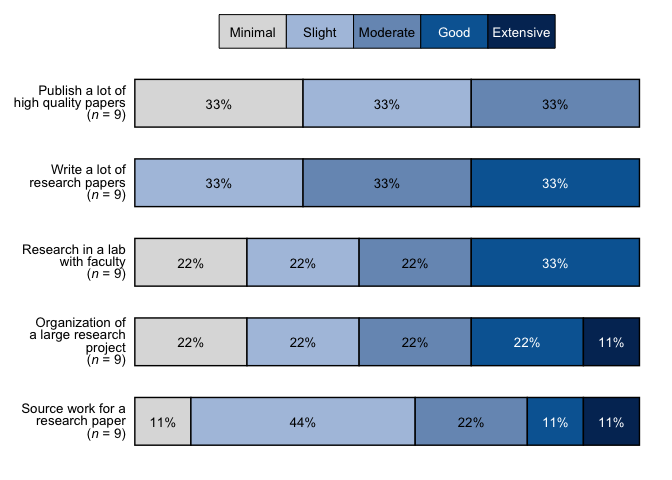 Minimal Slight Moderate Good Extensive
Publish a lot of
high quality papers
(n = 9)
33% 33% 33%
Write a lot of
research papers
(n = 9)
33% 33% 33%
Research in a lab
with faculty
(n = 9)
22% 22% 22% 33%
Organization of
a large research
project
(n = 9)
22% 22% 22% 22% 11%
Source work for a
research paper
(n = 9)
11% 44% 22% 11% 11%